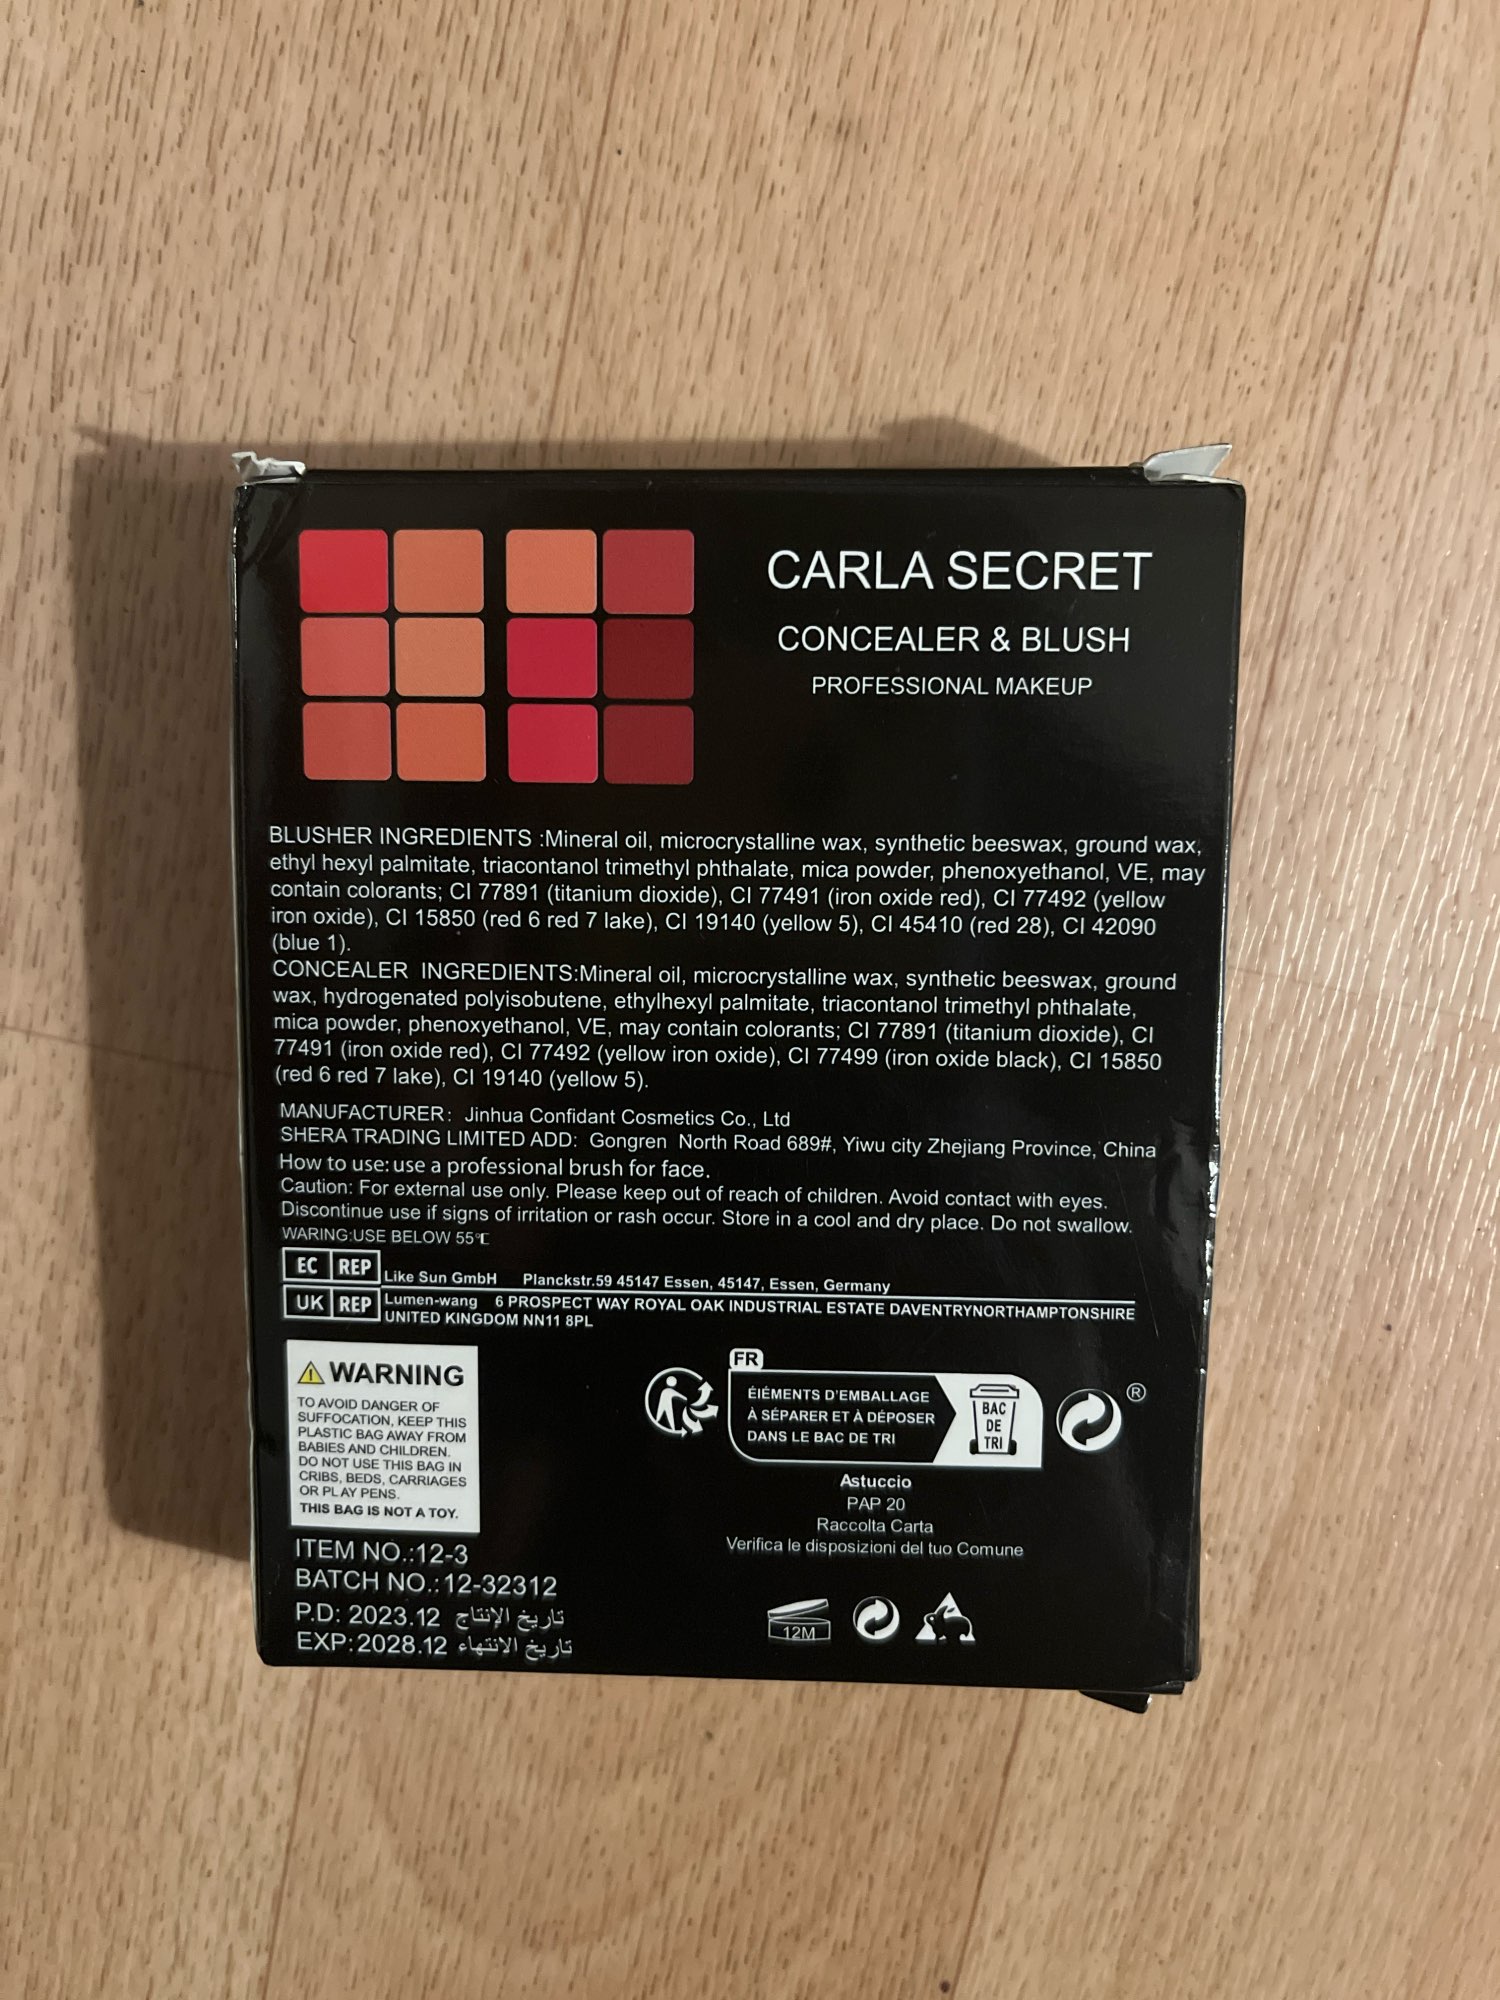 CARLA SECRET
CONCEALER & BLUSH
PROFESSIONAL MAKEUP
BLUSHER INGREDIENTS :Mineral oil, microcrystalline wax, synthetic beeswax, ground wax,
ethyl hexyl palmitate, triacontanol trimethyl phthalate, mica powder, phenoxyethanol, VE, may
contain colorants; CI 77891 (titanium dioxide), CI 77491 (iron oxide red), CI 77492 (yellow
iron oxide), CI 15850 (red 6 red 7 lake), CI 19140 (yellow 5), CI 45410 (red 28), CI 42090
(blue 1).
CONCEALER INGREDIENTS:Mineral oil, microcrystalline wax, synthetic beeswax, ground
wax, hydrogenated polyisobutene, ethylhexyl palmitate, triacontanol trimethyl phthalate,
mica powder, phenoxyethanol, VE, may contain colorants; CI 77891 (titanium dioxide), CI
77491 (iron oxide red), CI 77492 (yellow iron oxide), CI 77499 (iron oxide black), CI 15850
(red 6 red 7 lake), CI 19140 (yellow 5).
MANUFACTURER: Jinhua Confidant Cosmetics Co., Ltd
SHERA TRADING LIMITED ADD: Gongren North Road 689#, Yiwu city Zhejiang Province, China
How to use: use a professional brush for face.
Caution: For external use only. Please keep out of reach of children. Avoid contact with eyes.
Discontinue use if signs of irritation or rash occur. Store in a cool and dry place. Do not swallow.
WARING:USE BELOW 55℃
EC REP Like Sun GmbH Planckstr.59 45147 Essen, 45147, Essen, Germany
UK REP Lumen-wang 6 PROSPECT WAY ROYAL OAK INDUSTRIAL ESTATE DAVENTRYNORTHAMPTONSHIRE
UNITED KINGDOM NN11 8PL
WARNING
TO AVOID DANGER OF
SUFFOCATION, KEEP THIS
PLASTIC BAG AWAY FROM
BABIES AND CHILDREN.
DO NOT USE THIS BAG IN
CRIBS, BEDS, CARRIAGES
OR PLAY PENS.
THIS BAG IS NOT A TOY.
FR
ÉIÉMENTS D'EMBALLAGE
À SÉPARER ET À DÉPOSER
DANS LE BAC DE TRI
BAC
DE
TRI
®
Astuccio
PAP 20
Raccolta Carta
Verifica le disposizioni del tuo Comune
ITEM NO.:12-3
BATCH NO.:12-32312
P.D: 2023.12 تاريخ الإنتاج
EXP:2028.12 تاريخ الإنتهاء
12M